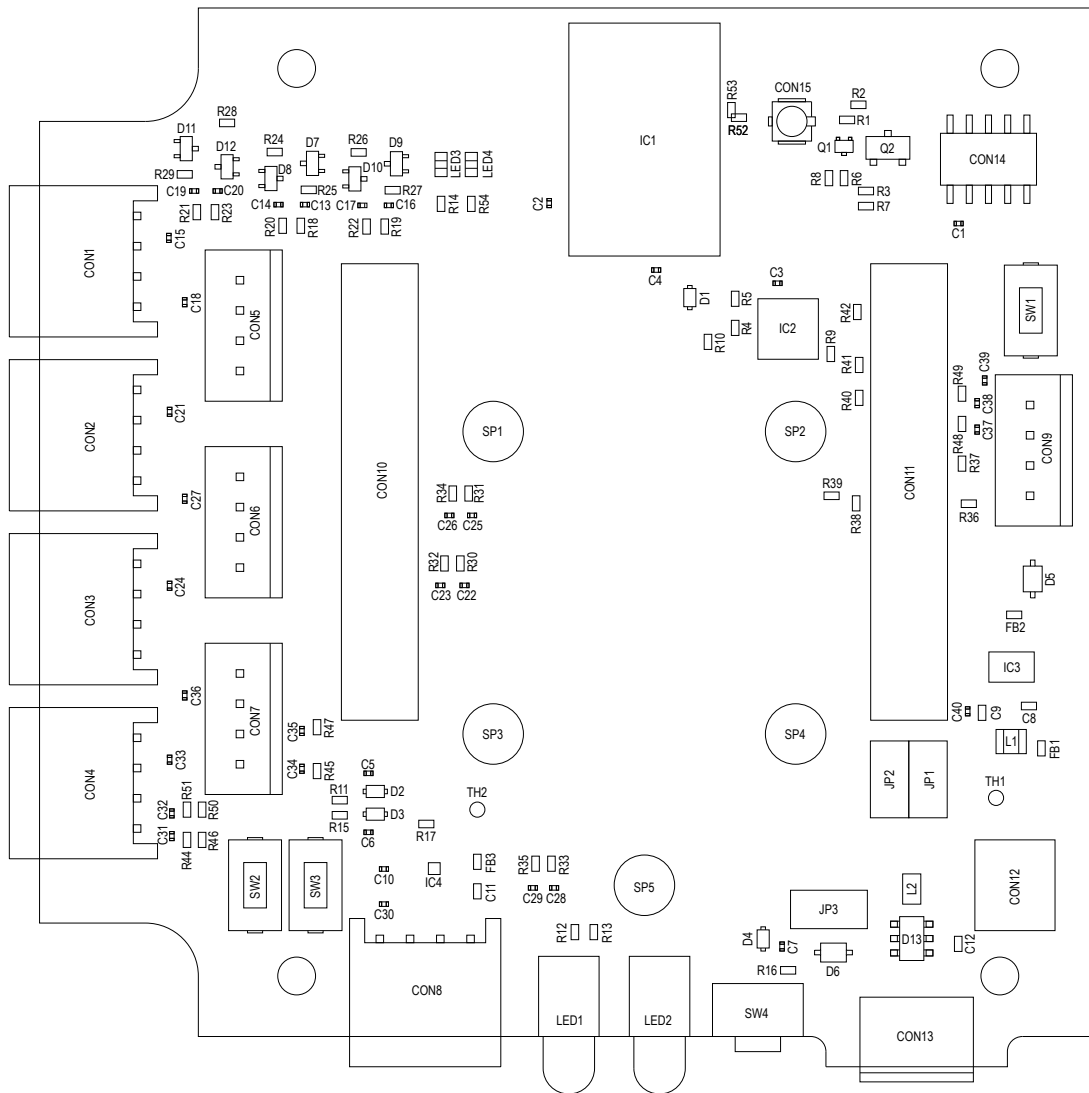 R53
CON15
R2
R28
IC1
R1
R52
D11
R24
D7
R26
D9
LED3
LED4
Q1
Q2
CON14
D12
D8
D10
R29
R8
R6
C19
C20
R25
R27
R3
C14
C13
C17
C16
R14
R54
C2
R7
R21
R23
R20
R18
R22
R19
C1
C15
CON1
C4
C3
D1
R5
C18
CON5
R42
SW1
IC2
R4
R10
R9
R41
C39
R49
R40
C38
C21
CON2
SP1
SP2
R48
C37
CON9
R37
CON10
CON11
C27
CON6
R34
R31
R39
R38
R36
C26
C25
R32
R30
C24
CON3
C23
C22
D5
FB2
IC3
C36
CON7
C40
C9
C8
C35
R47
SP3
SP4
L1
FB1
CON4
C33
C34
R45
C5
JP2
JP1
D2
TH2
TH1
R51
R50
R11
C32
R15
D3
R17
C31
C6
R44
R46
SW2
SW3
C10
IC4
FB3
R35
R33
SP5
C11
C29
C28
L2
CON12
C30
JP3
R12
R13
D4
C7
D13
C12
D6
R16
CON8
LED1
LED2
SW4
CON13